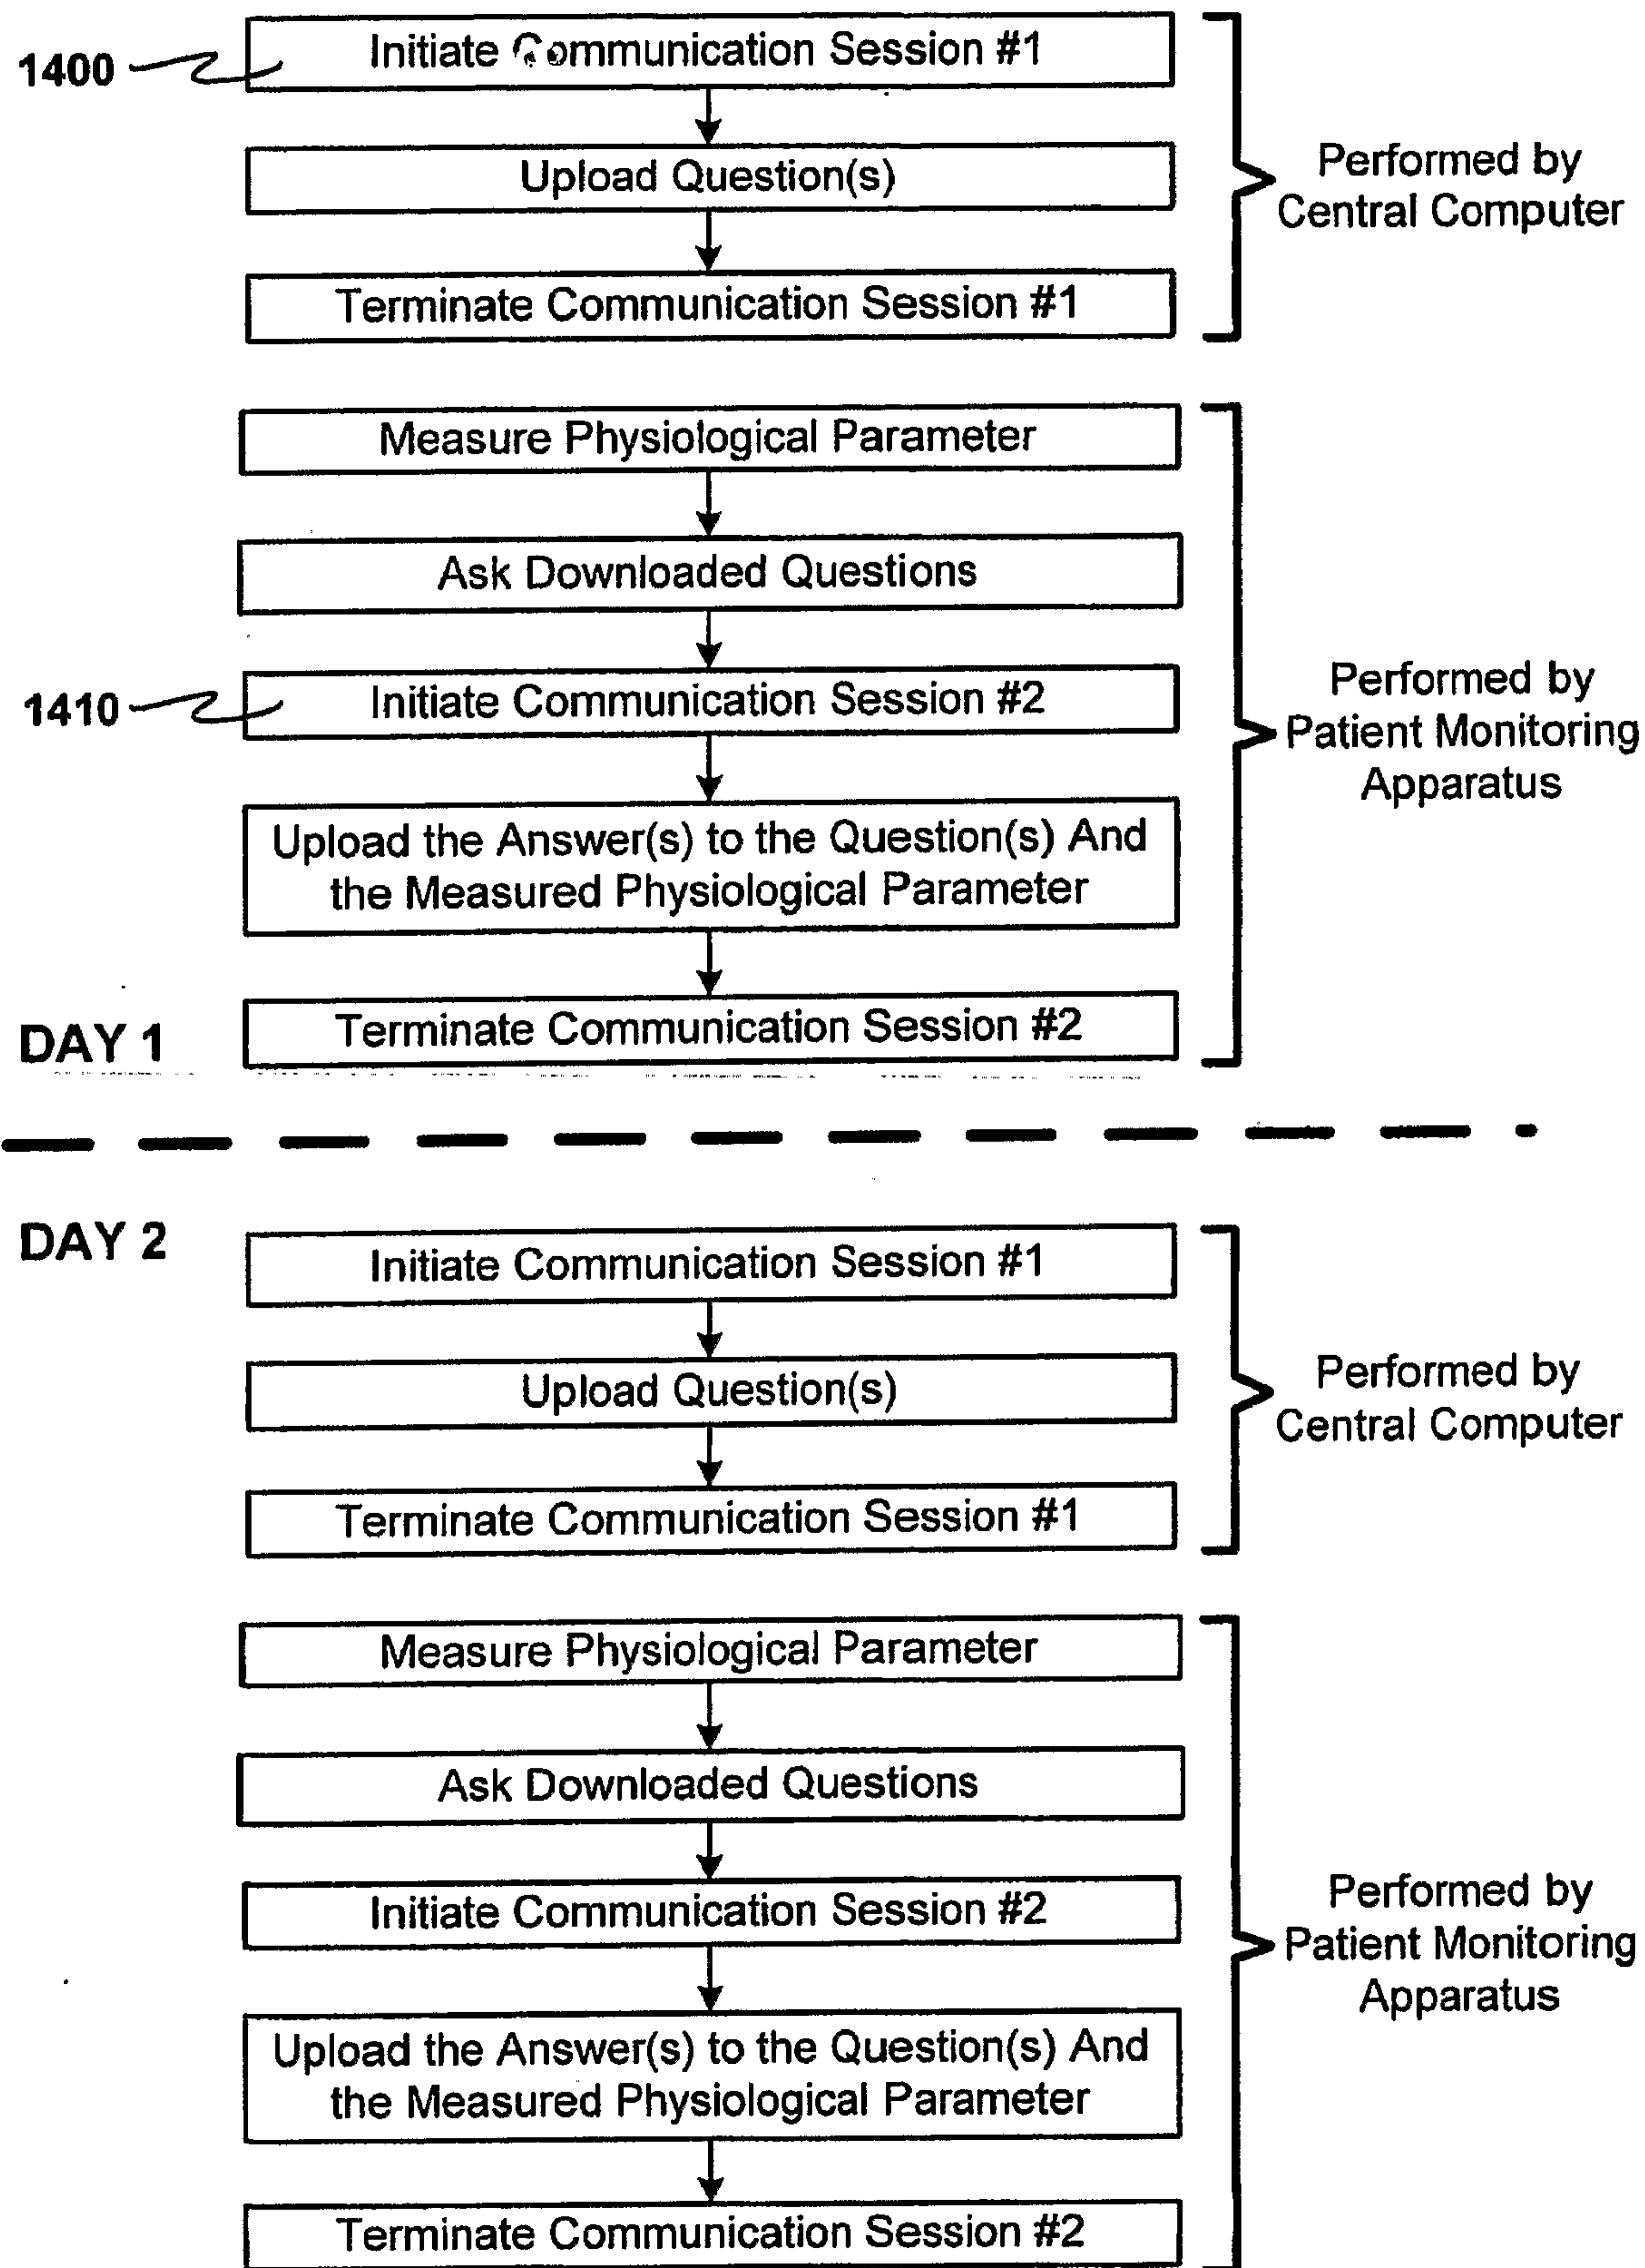 1400
Initiate Communication Session #1
Upload Question(s)
Terminate Communication Session #1
Performed by
Central Computer
Measure Physiological Parameter
Ask Downloaded Questions
1410
Initiate Communication Session #2
Upload the Answer(s) to the Question(s) And
the Measured Physiological Parameter
Terminate Communication Session #2
Performed by
Patient Monitoring
Apparatus
DAY 1
DAY 2
Initiate Communication Session #1
Upload Question(s)
Terminate Communication Session #1
Performed by
Central Computer
Measure Physiological Parameter
Ask Downloaded Questions
Initiate Communication Session #2
Upload the Answer(s) to the Question(s) And
the Measured Physiological Parameter
Terminate Communication Session #2
Performed by
Patient Monitoring
Apparatus